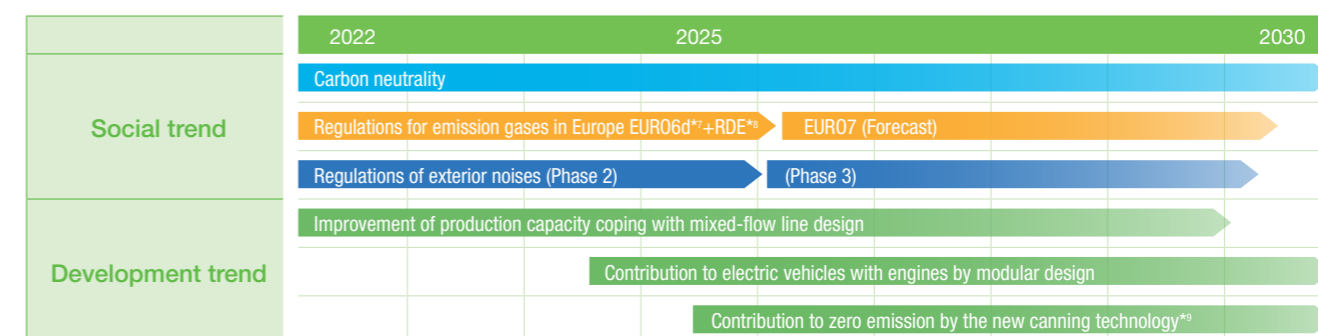 2022 2025 2030
Social trend
Carbon neutrality
Regulations for emission gases in Europe EURO6d*7+RDE*8 EURO7 (Forecast)
Regulations of exterior noises (Phase 2) (Phase 3)
Development trend
Improvement of production capacity coping with mixed-flow line design
Contribution to electric vehicles with engines by modular design
Contribution to zero emission by the new canning technology*9